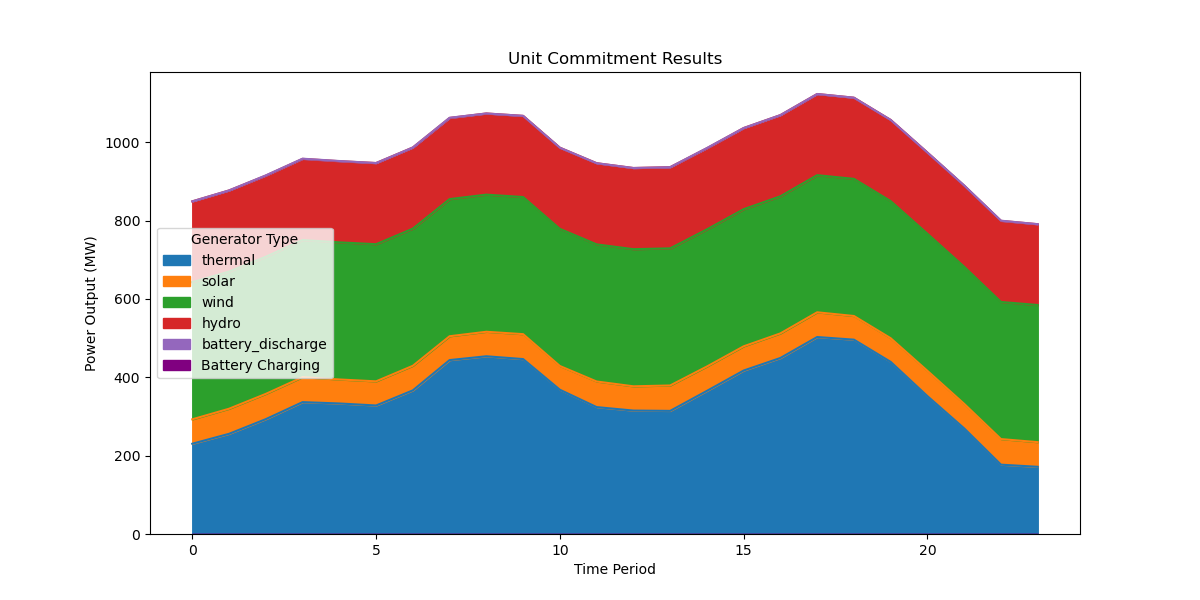 Unit Commitment Results
Power Output (MW)
1000
800
600
400
200
0
Generator Type
thermal
solar
wind
hydro
battery_discharge
Battery Charging
0 5 10 15 20
Time Period